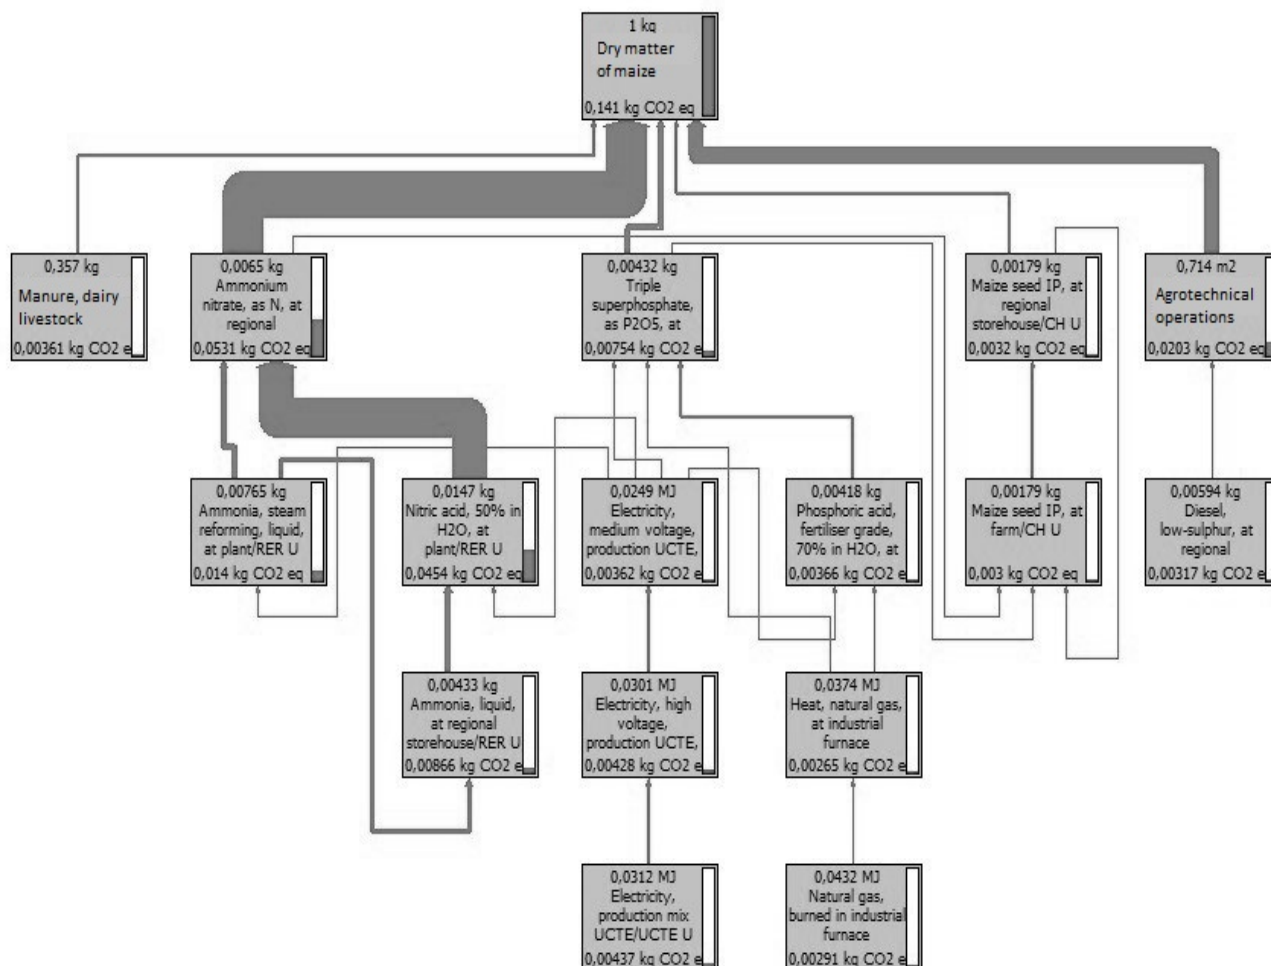 1 kg
Dry matter
of maize
0,141 kg CO2 eq
0,357 kg
Manure, dairy
livestock
0,00361 kg CO2 e
0,0065 kg
Ammonium
nitrate, as N, at
regional
0,0531 kg CO2 eq
0,00432 kg
Triple
superphosphate,
as P2O5, at
0,00754 kg CO2 e
0,00179 kg
Maize seed IP, at
regional
storehouse/CH U
0,0032 kg CO2 eq
0,714 m2
Agrotechnical
operations
0,0203 kg CO2 eq
0,00765 kg
Ammonia, steam
reforming, liquid,
at plant/RER U
0,014 kg CO2 eq
0,0147 kg
Nitric acid, 50% in
H2O, at
plant/RER U
0,0454 kg CO2 eq
0,0249 MJ
Electricity,
medium voltage,
production UCTE,
0,00362 kg CO2 e
0,00418 kg
Phosphoric acid,
fertiliser grade,
70% in H2O, at
0,00366 kg CO2 e
0,00179 kg
Maize seed IP, at
farm/CH U
0,003 kg CO2 eq
0,00594 kg
Diesel,
low-sulphur, at
regional
0,00317 kg CO2 e
0,00433 kg
Ammonia, liquid,
at regional
storehouse/RER U
0,00866 kg CO2 e
0,0301 MJ
Electricity, high
voltage,
production UCTE,
0,00428 kg CO2 e
0,0374 MJ
Heat, natural gas,
at industrial
furnace
0,00265 kg CO2 e
0,0312 MJ
Electricity,
production mix
UCTE/UCTE U
0,00437 kg CO2 e
0,0432 MJ
Natural gas,
burned in industrial
furnace
0,00291 kg CO2 e